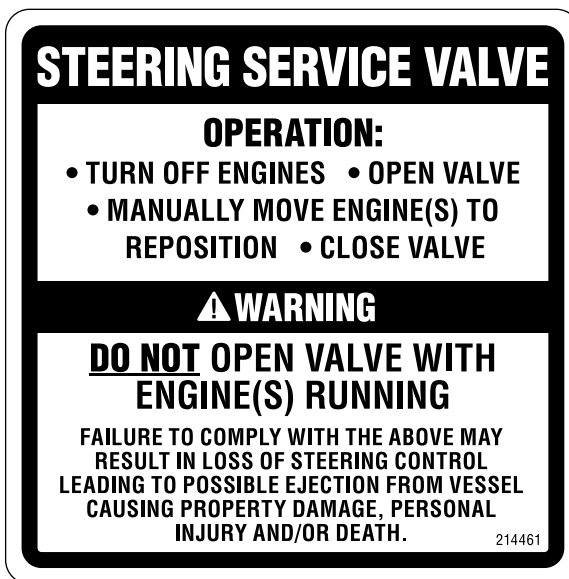 STEERING SERVICE VALVE
OPERATION:
• TURN OFF ENGINES • OPEN VALVE
• MANUALLY MOVE ENGINE(S) TO
REPOSITION • CLOSE VALVE
⚠ WARNING
DO NOT OPEN VALVE WITH
ENGINE(S) RUNNING
FAILURE TO COMPLY WITH THE ABOVE MAY
RESULT IN LOSS OF STEERING CONTROL
LEADING TO POSSIBLE EJECTION FROM VESSEL
CAUSING PROPERTY DAMAGE, PERSONAL
INJURY AND/OR DEATH.
214461